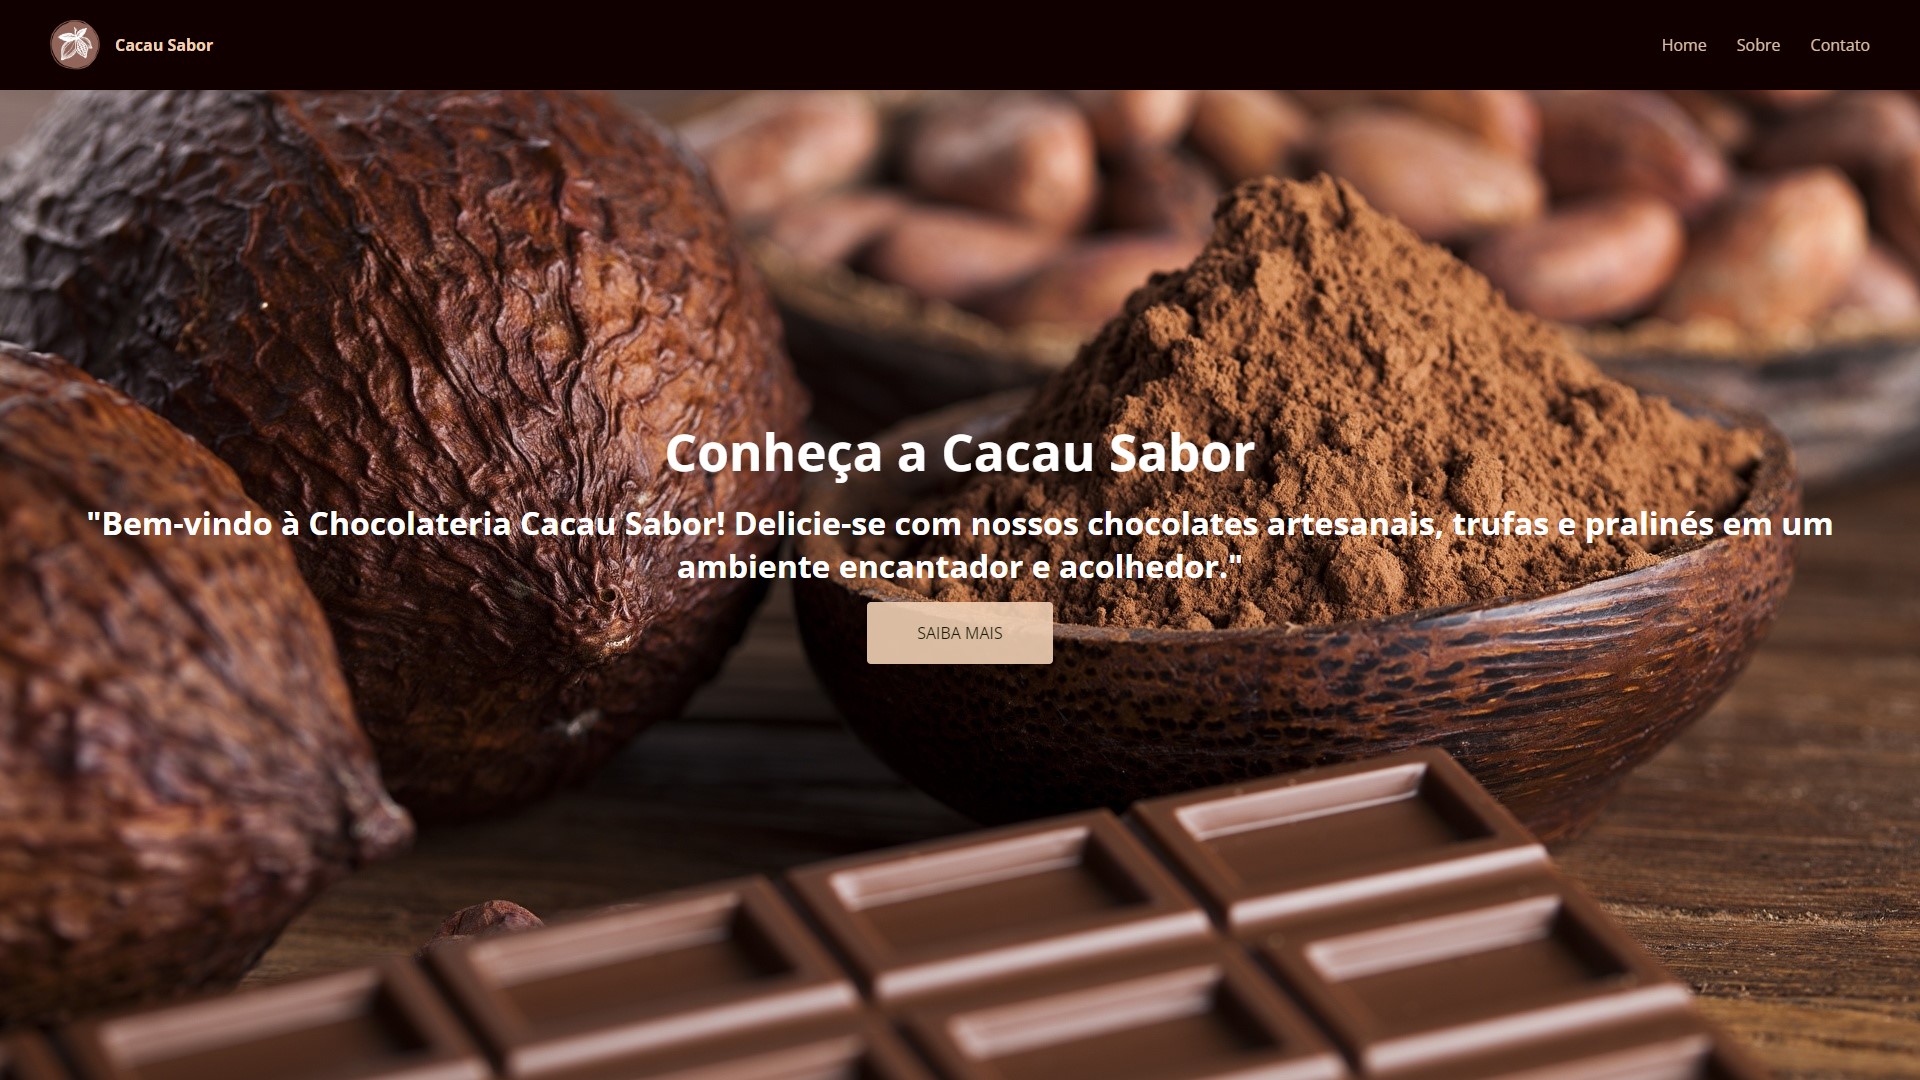 Cacau Sabor
Home
Sobre
Contato
Conheça a Cacau Sabor
"Bem-vindo à Chocolateria Cacau Sabor! Delicie-se com nossos chocolates artesanais, trufas e pralinés em um
ambiente encantador e acolhedor."
SAIBA MAIS